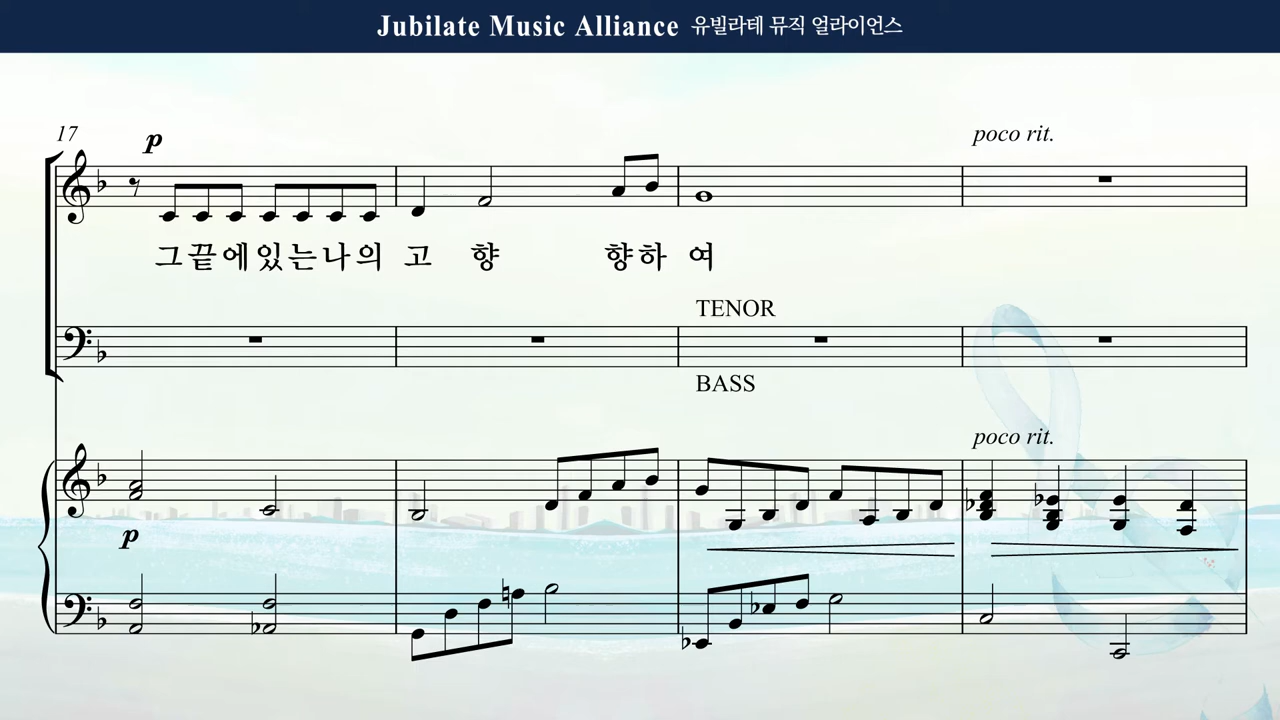 Jubilate Music Alliance 유빌라테 뮤직 얼라이언스
17
p
poco rit.
그끝에있는나의 고 향 향하 여
TENOR
BASS
poco rit.
p